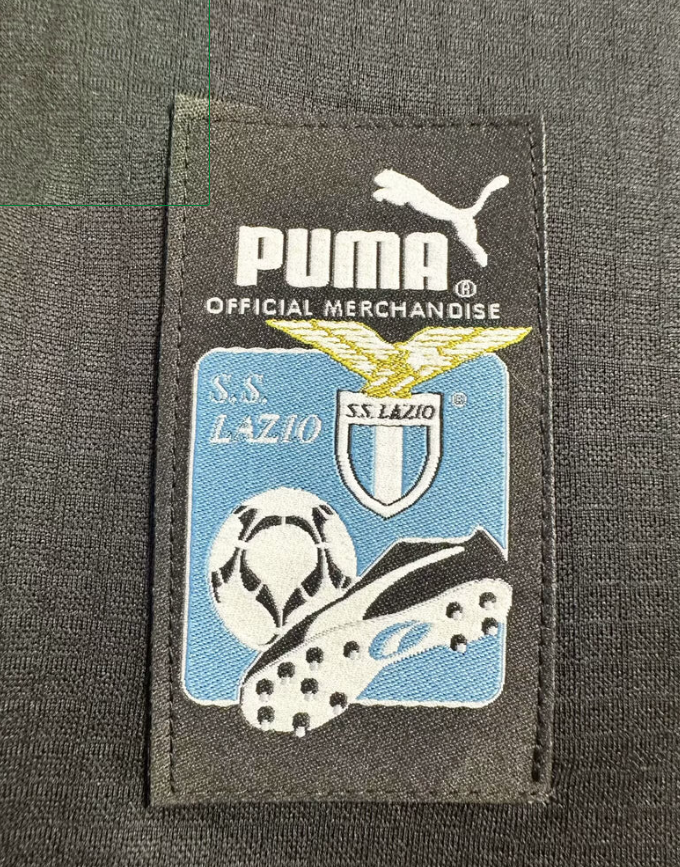 PUMA®
OFFICIAL MERCHANDISE
S.S.
LAZIO
S.S. LAZIO ®